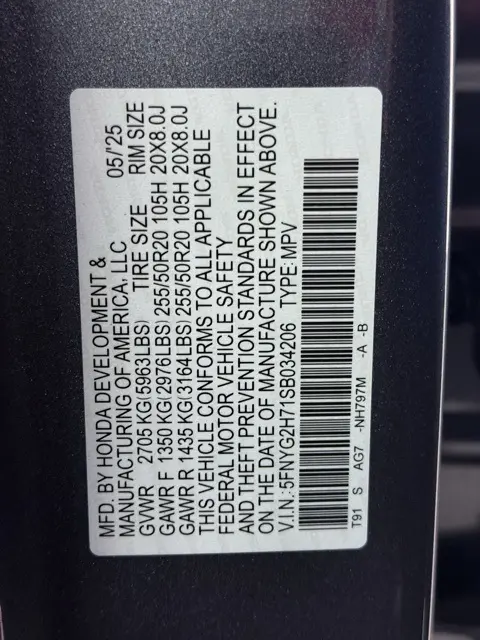 MFD. BY HONDA DEVELOPMENT &
MANUFACTURING OF AMERICA, LLC 05/'25
GVWR 2705 KG(5963LBS) TIRE SIZE RIM SIZE
GAWR F 1350 KG(2976LBS) 255/50R20 105H 20X8.0J
GAWR R 1435 KG(3164LBS) 255/50R20 105H 20X8.0J
THIS VEHICLE CONFORMS TO ALL APPLICABLE
FEDERAL MOTOR VEHICLE SAFETY
AND THEFT PREVENTION STANDARDS IN EFFECT
ON THE DATE OF MANUFACTURE SHOWN ABOVE.
V.I.N.:5FNYG2H71SB034206 TYPE:MPV
T91 S AG7 -NH797M -A -B